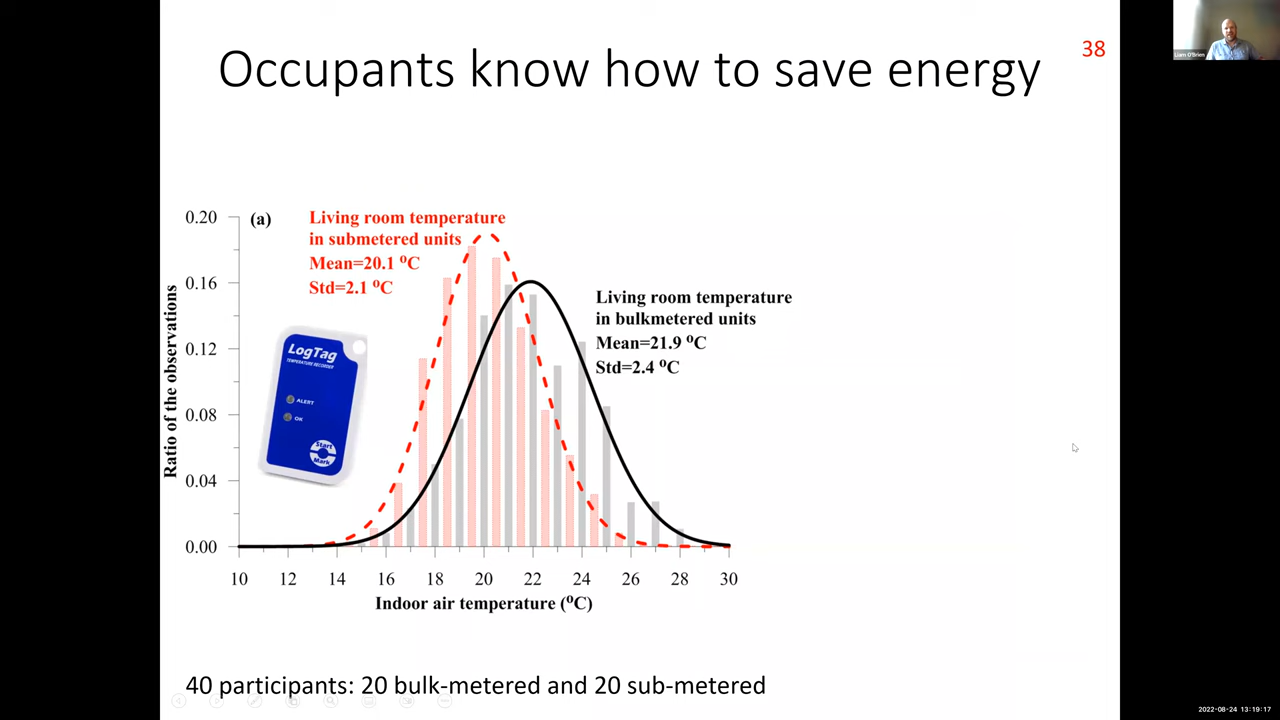 Occupants know how to save energy
38
Liam O'Brien
0.20
0.16
0.12
0.08
0.04
0.00
Ratio of the observations
(a)
Living room temperature
in submetered units
Mean=20.1 ⁰C
Std=2.1 ⁰C
Living room temperature
in bulkmetered units
Mean=21.9 ⁰C
Std=2.4 ⁰C
LogTag
TEMPERATURE RECORDER
ALERT
OK
Start
Mark
10 12 14 16 18 20 22 24 26 28 30
Indoor air temperature (⁰C)
40 participants: 20 bulk-metered and 20 sub-metered
2022-08-24 13:19:17